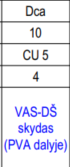 Dca
10
CU 5
4
VAS-DŠ
skydas
(PVA dalyje)